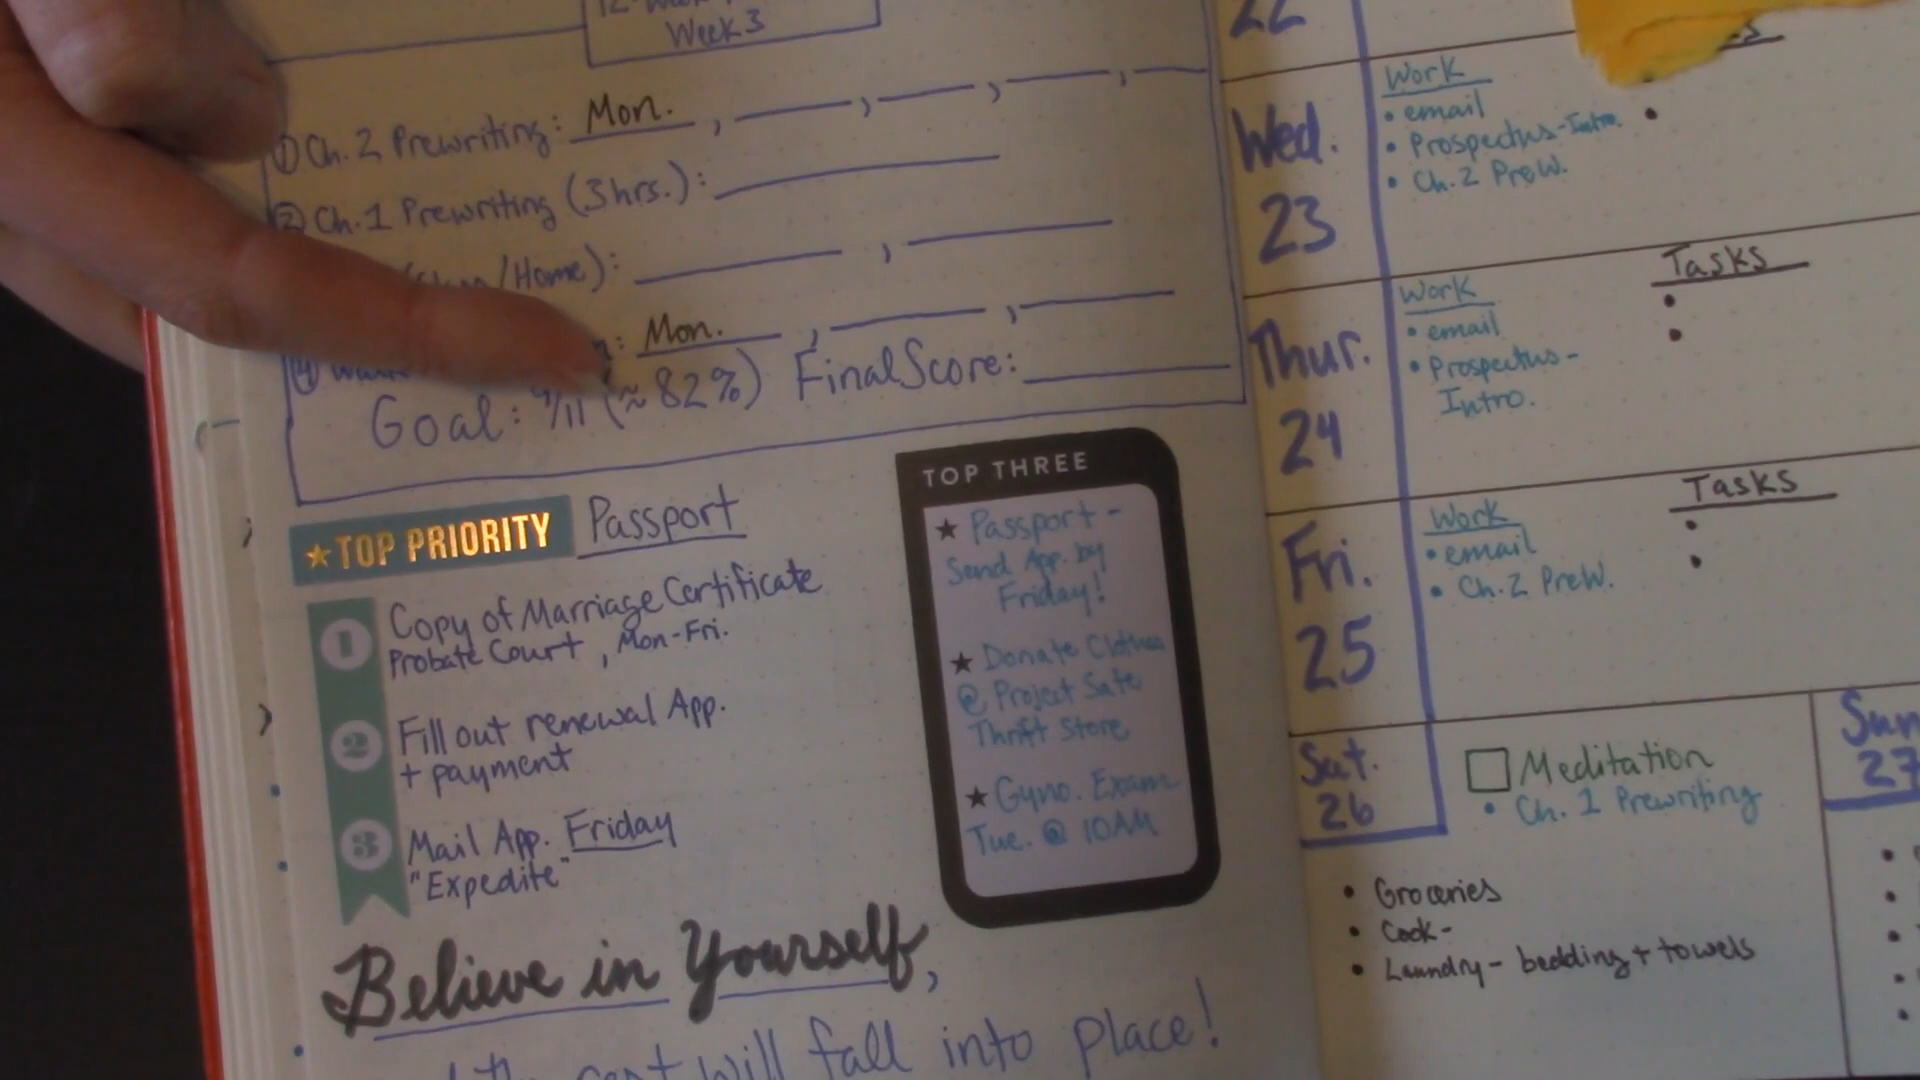 Week 3
① Ch. 2 Prewriting: Mon. , , ,
② Ch. 1 Prewriting (3hrs.):
/Home): ,
: Mon. , ,
Goal: 9/11 (≈82%) Final Score:
★TOP PRIORITY Passport
1 Copy of Marriage Certificate
Probate Court, Mon-Fri.
2 Fill out renewal App.
+ payment
3 Mail App. Friday
"Expedite"
Believe in Yourself,
rest will fall into place!
TOP THREE
★ Passport -
Send App. by
Friday!
★ Donate Clothes
@ Project Safe
Thrift Store
★ Gyno. Exam
Tue. @ 10AM
22
Wed.
23
Work
• email
• Prospectus-Intro.
• Ch. 2 PreW.
Thur.
24
Work
• email
• Prospectus-
Intro.
Tasks
Fri.
25
Work
• email
• Ch. 2 PreW.
Tasks
Sat.
26
Meditation
• Ch. 1 Prewriting
• Groceries
• Cook-
• Laundry- bedding + towels
Sun
27